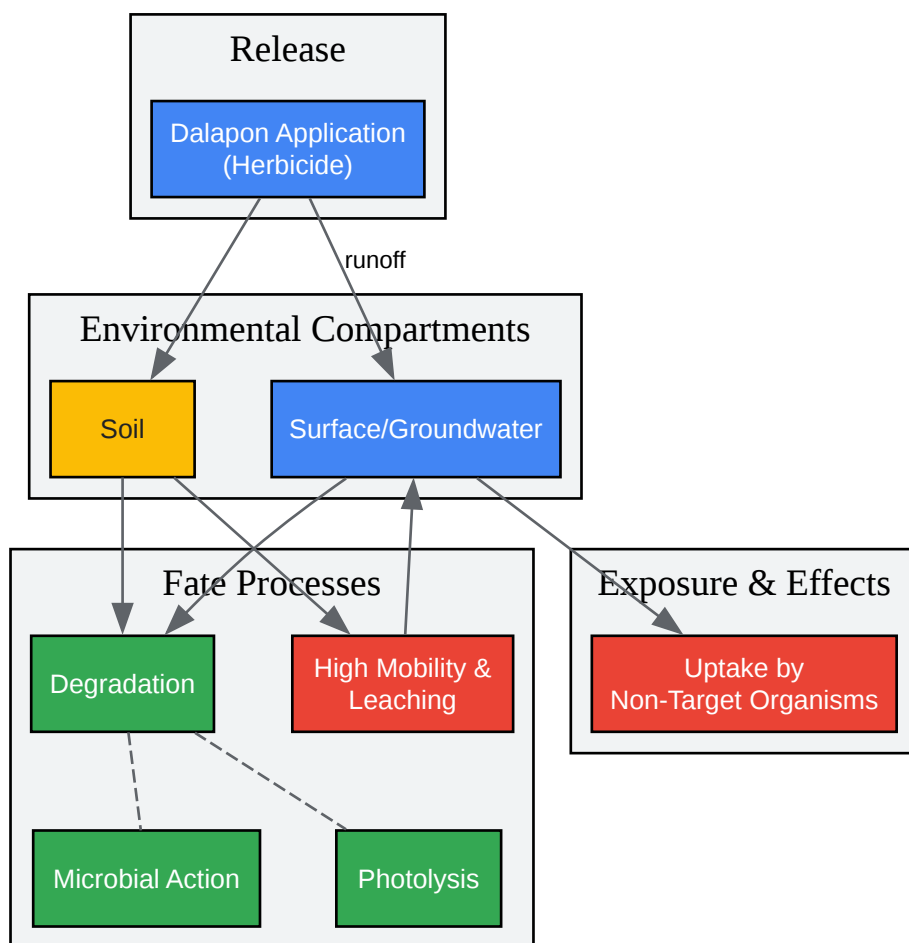 Release
Dalapon Application
(Herbicide)
runoff
Environmental Compartments
Soil
Surface/Groundwater
Fate Processes
Exposure & Effects
Degradation
High Mobility &
Leaching
Uptake by
Non-Target Organisms
Microbial Action
Photolysis